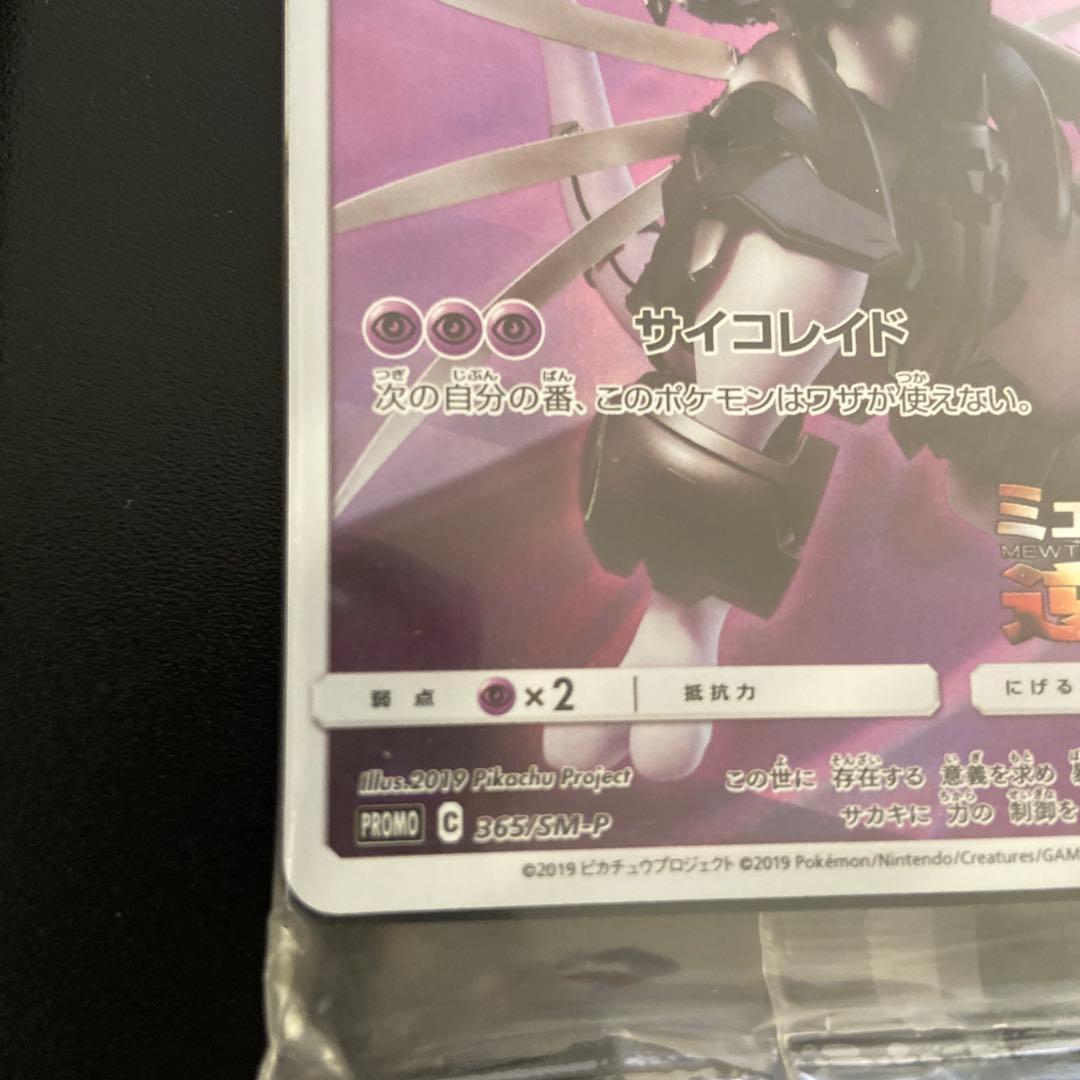 サイコレイド
次の自分の番、このポケモンはワザが使えない。
ミュ
MEWT
逆
弱点 ×2 抵抗力 にげる
Illus.2019 Pikachu Project
PROMO C 365/SM-P
この世に 存在する 意義を求め
サカキに 力の 制御を
©2019 ピカチュウプロジェクト ©2019 Pokémon/Nintendo/Creatures/GAM